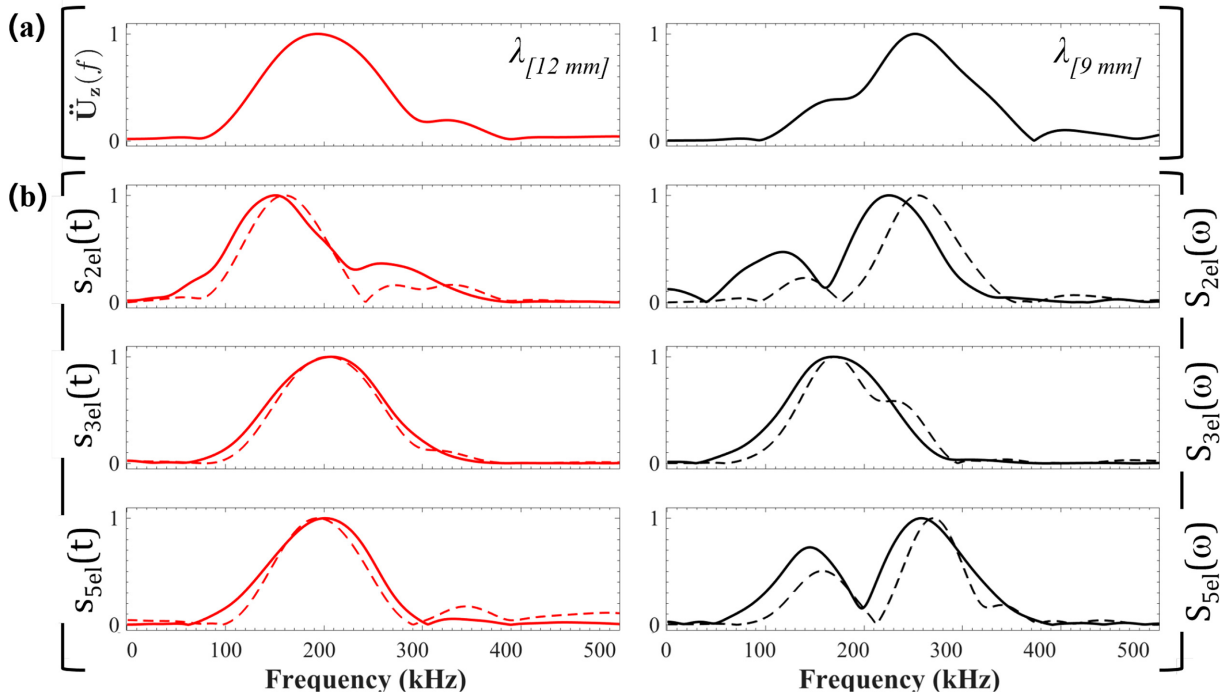 (a)
Ü_z(f)
1
0
λ_[12 mm]
1
0
λ_[9 mm]
(b)
s_2el(t)
1
0
1
0
S_2el(ω)
s_3el(t)
1
0
1
0
S_3el(ω)
s_5el(t)
1
0
1
0
S_5el(ω)
0 100 200 300 400 500
0 100 200 300 400 500
Frequency (kHz)
Frequency (kHz)